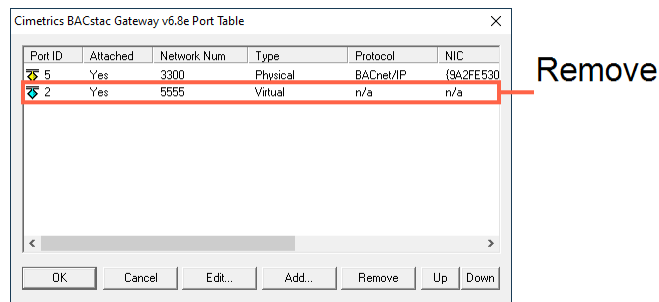 Cimetrics BACstac Gateway v6.8e Port Table
Port ID Attached Network Num Type Protocol NIC
5 Yes 3300 Physical BACnet/IP {9A2FE530
2 Yes 5555 Virtual n/a n/a
Remove
OK Cancel Edit... Add... Remove Up Down